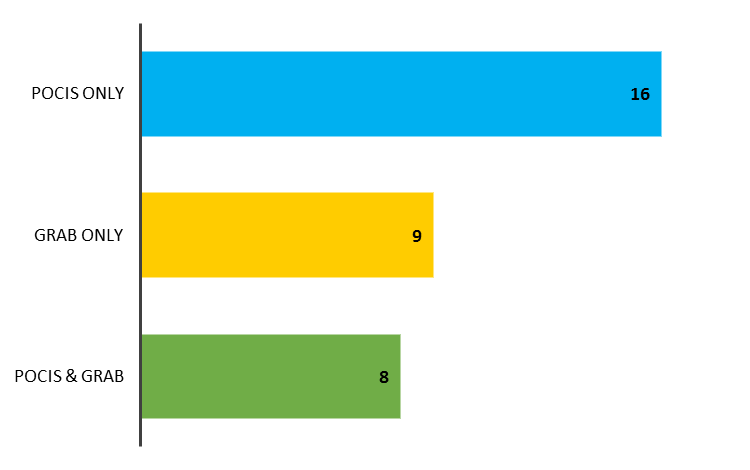 POCIS ONLY
16
GRAB ONLY
9
POCIS & GRAB
8